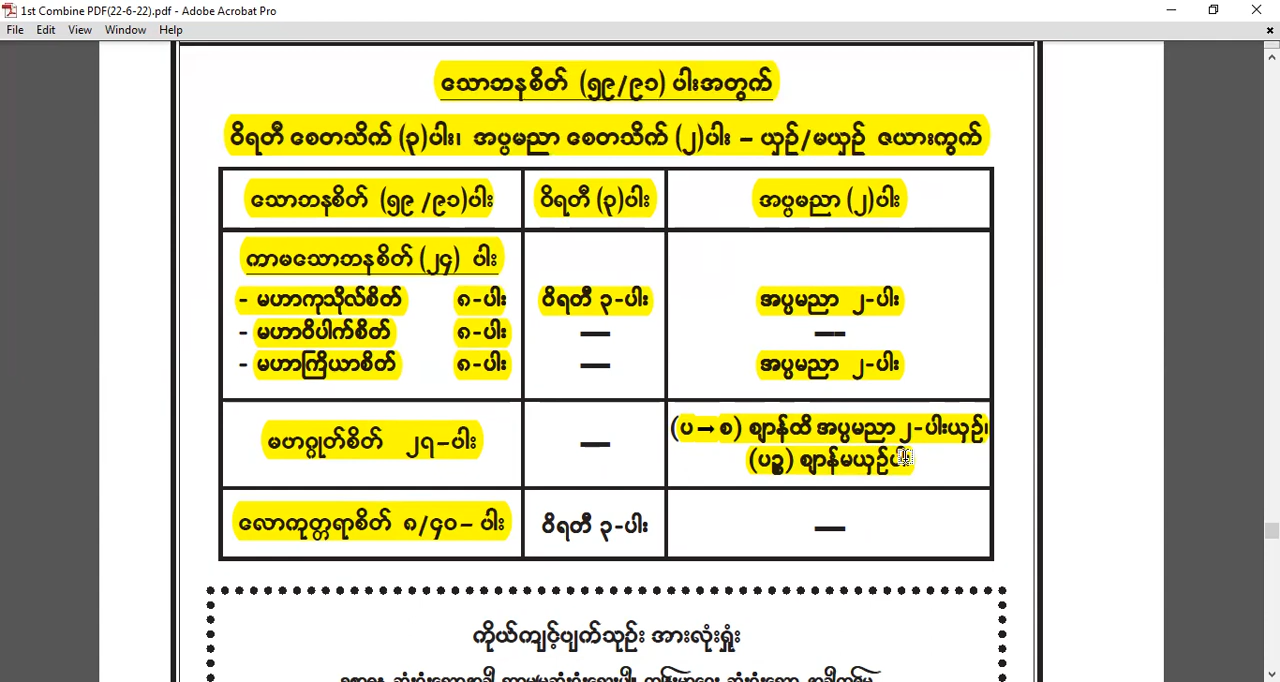 1st Combine PDF(22-6-22).pdf - Adobe Acrobat Pro
File Edit View Window Help
သောဘနစိတ် (၅၉/၉၁) ပါးအတွက်
ဝိရတီ စေတသိက် (၃)ပါး၊ အပ္ပမညာ စေတသိက် (၂)ပါး – ယှဉ်/မယှဉ် ဇယားကွက်
သောဘနစိတ် (၅၉ /၉၁)ပါး ဝိရတီ (၃)ပါး အပ္ပမညာ (၂)ပါး
ကာမသောဘနစိတ် (၂၄) ပါး
- မဟာကုသိုလ်စိတ် ၈-ပါး ဝိရတီ ၃-ပါး အပ္ပမညာ ၂-ပါး
- မဟာဝိပါက်စိတ် ၈-ပါး — —
- မဟာကြိယာစိတ် ၈-ပါး — အပ္ပမညာ ၂-ပါး
မဟဂ္ဂုတ်စိတ် ၂၇–ပါး — (ပ → စ) ဈာန်ထိ အပ္ပမညာ ၂-ပါးယှဉ်၊
(ပဉ္စ) ဈာန်မယှဉ်ပါ။
လောကုတ္တရာစိတ် ၈/၄၀– ပါး ဝိရတီ ၃-ပါး —
ကိုယ်ကျင့်ပျက်သုဉ်း အားလုံးရှုံး